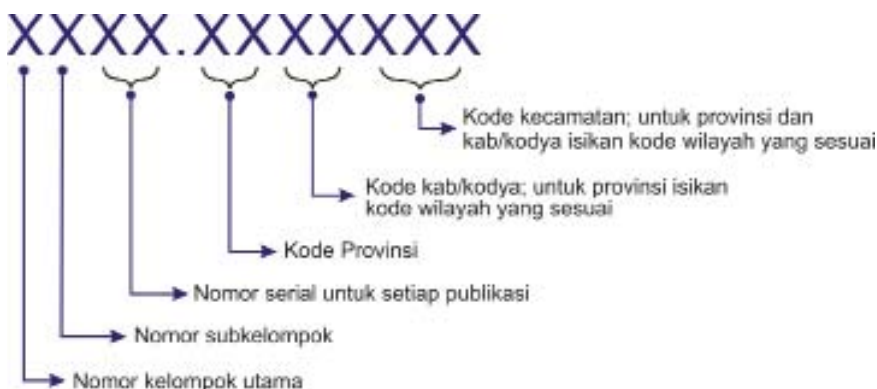 XXXX.XXXXXXX
Kode kecamatan; untuk provinsi dan
kab/kodya isikan kode wilayah yang sesuai
Kode kab/kodya; untuk provinsi isikan
kode wilayah yang sesuai
Kode Provinsi
Nomor serial untuk setiap publikasi
Nomor subkelompok
Nomor kelompok utama